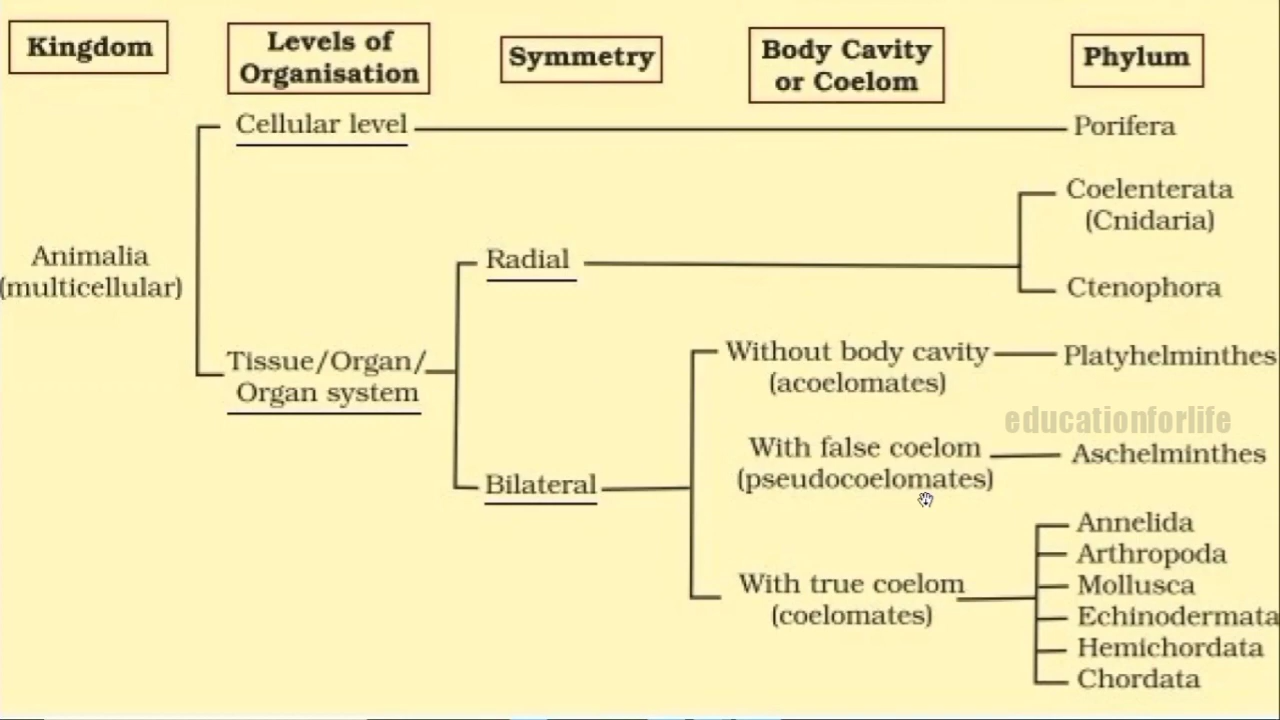 Kingdom
Levels of
Organisation
Symmetry
Body Cavity
or Coelom
Phylum
Cellular level
Porifera
Coelenterata
(Cnidaria)
Animalia
(multicellular)
Radial
Ctenophora
Tissue/Organ/
Organ system
Without body cavity
(acoelomates)
Platyhelminthes
educationforlife
With false coelom
(pseudocoelomates)
Aschelminthes
Bilateral
With true coelom
(coelomates)
Annelida
Arthropoda
Mollusca
Echinodermata
Hemichordata
Chordata